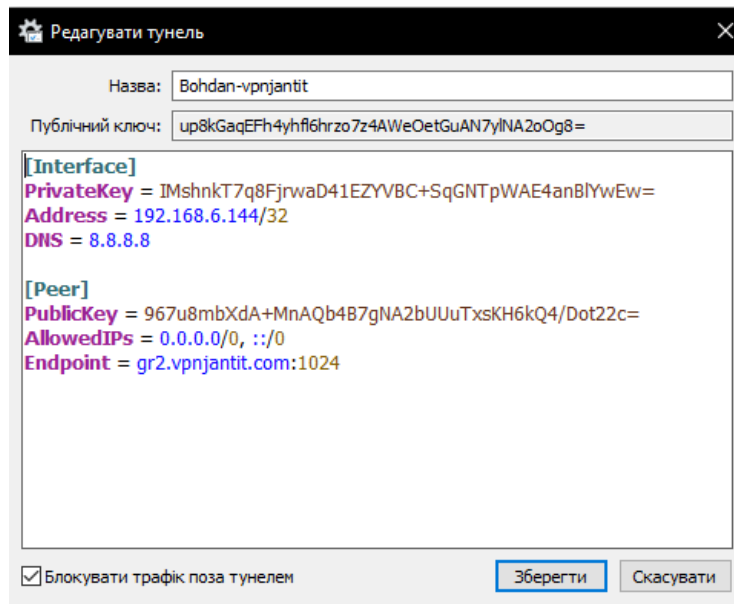 Редагувати тунель
Назва: Bohdan-vpnjantit
Публічний ключ: up8kGaqEFh4yhfl6hrzo7z4AWeOetGuAN7ylNA2oOg8=
[Interface]
PrivateKey = IMshnkT7q8FjrwaD41EZYVBC+SqGNTpWAE4anBlYwEw=
Address = 192.168.6.144/32
DNS = 8.8.8.8
[Peer]
PublicKey = 967u8mbXdA+MnAQb4B7gNA2bUUuTxsKH6kQ4/Dot22c=
AllowedIPs = 0.0.0.0/0, ::/0
Endpoint = gr2.vpnjantit.com:1024
Блокувати трафік поза тунелем
Зберегти
Скасувати